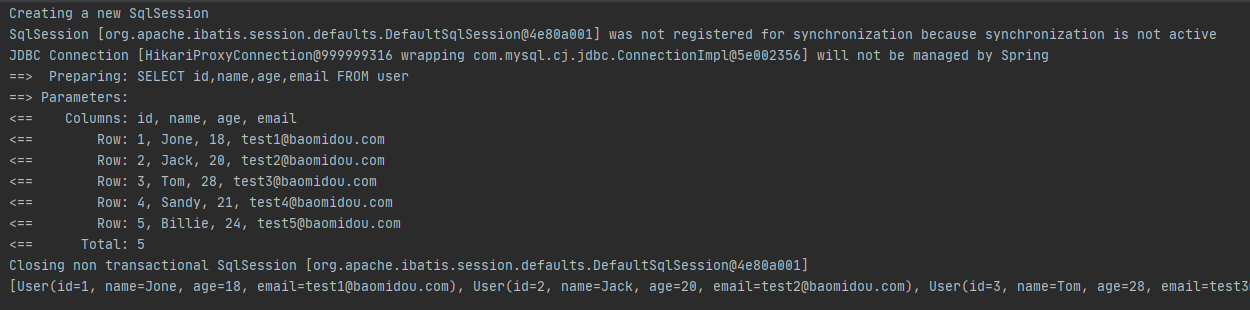 Creating a new SqlSession
SqlSession [org.apache.ibatis.session.defaults.DefaultSqlSession@4e80a001] was not registered for synchronization because synchronization is not active
JDBC Connection [HikariProxyConnection@999999316 wrapping com.mysql.cj.jdbc.ConnectionImpl@5e002356] will not be managed by Spring
==>  Preparing: SELECT id,name,age,email FROM user
==> Parameters:
<==    Columns: id, name, age, email
<==        Row: 1, Jone, 18, test1@baomidou.com
<==        Row: 2, Jack, 20, test2@baomidou.com
<==        Row: 3, Tom, 28, test3@baomidou.com
<==        Row: 4, Sandy, 21, test4@baomidou.com
<==        Row: 5, Billie, 24, test5@baomidou.com
<==      Total: 5
Closing non transactional SqlSession [org.apache.ibatis.session.defaults.DefaultSqlSession@4e80a001]
[User(id=1, name=Jone, age=18, email=test1@baomidou.com), User(id=2, name=Jack, age=20, email=test2@baomidou.com), User(id=3, name=Tom, age=28, email=test3